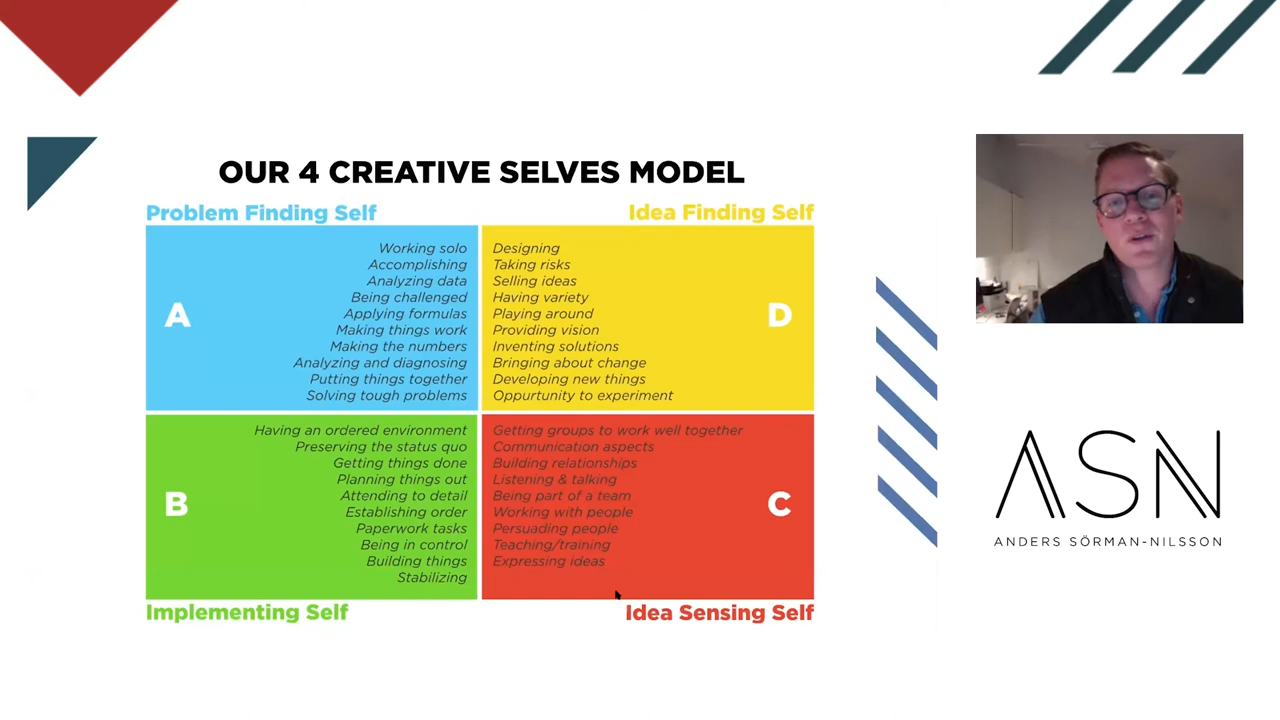 OUR 4 CREATIVE SELVES MODEL
Problem Finding Self
Idea Finding Self
A
Working solo
Accomplishing
Analyzing data
Being challenged
Applying formulas
Making things work
Making the numbers
Analyzing and diagnosing
Putting things together
Solving tough problems
Designing
Taking risks
Selling ideas
Having variety
Playing around
Providing vision
Inventing solutions
Bringing about change
Developing new things
Oppurtunity to experiment
D
B
Having an ordered environment
Preserving the status quo
Getting things done
Planning things out
Attending to detail
Establishing order
Paperwork tasks
Being in control
Building things
Stabilizing
Getting groups to work well together
Communication aspects
Building relationships
Listening & talking
Being part of a team
Working with people
Persuading people
Teaching/training
Expressing ideas
C
Implementing Self
Idea Sensing Self
ASN
ANDERS SÖRMAN-NILSSON